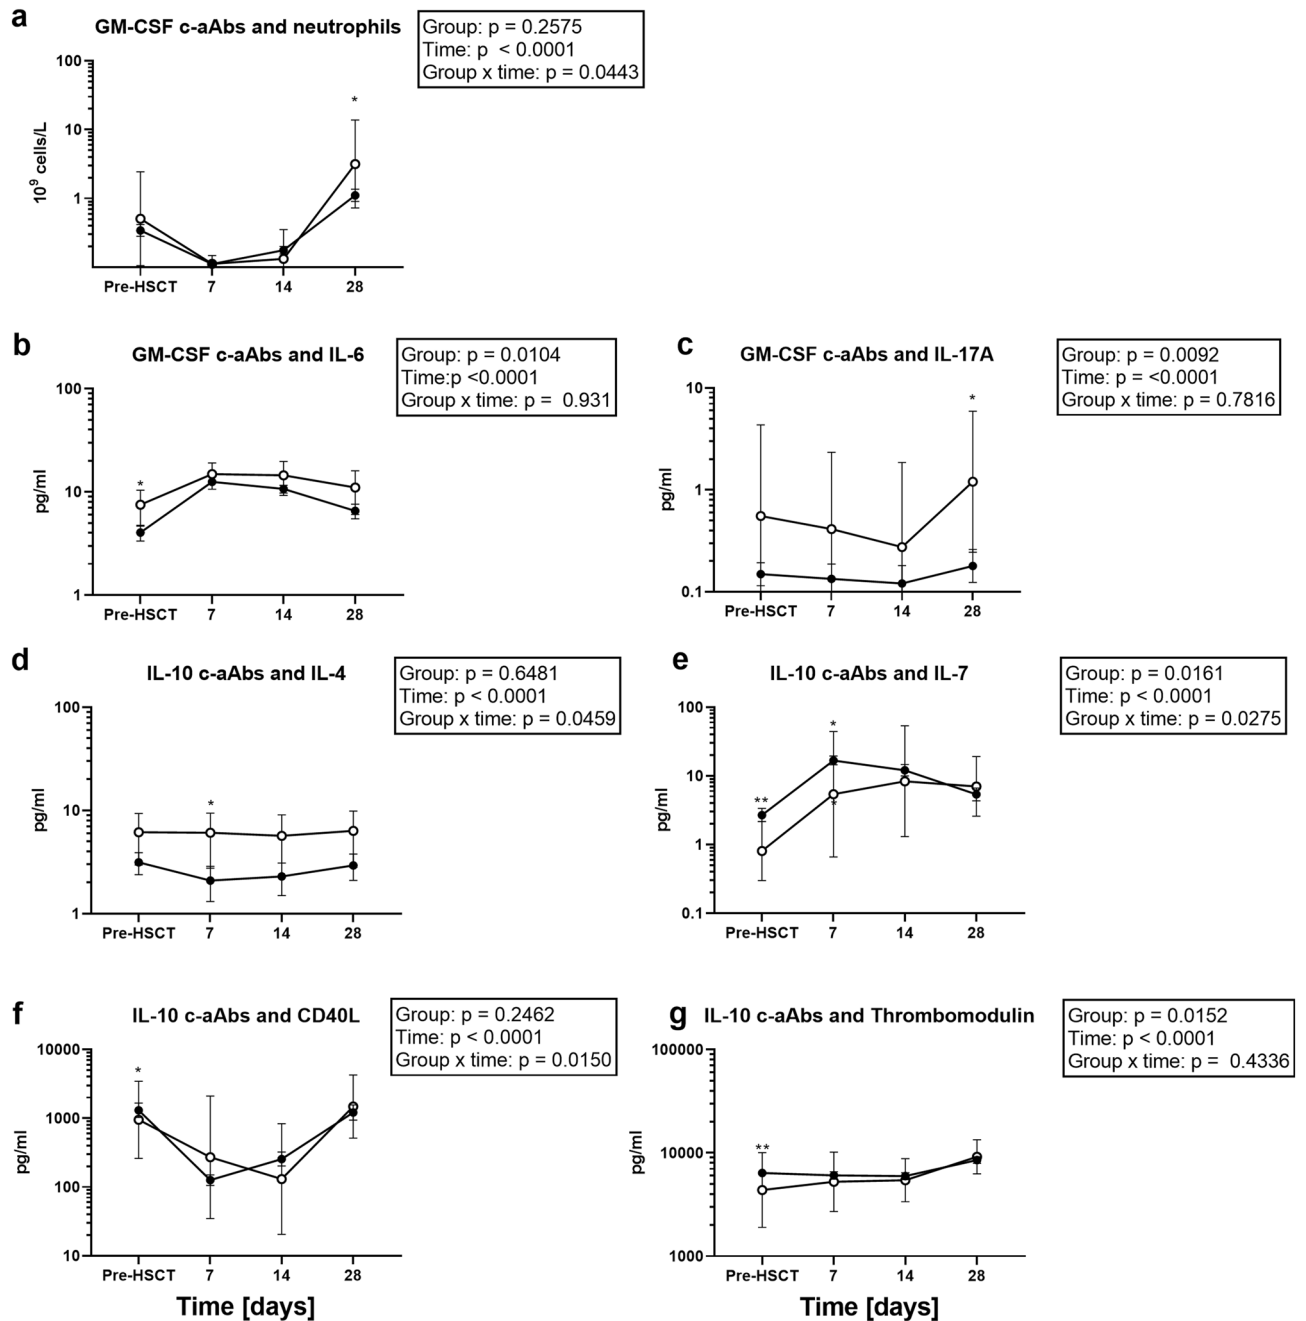 a
GM-CSF c-aAbs and neutrophils
Group: p = 0.2575
Time: p < 0.0001
Group x time: p = 0.0443
100
10
1
10⁹ cells/L
*
Pre-HSCT 7 14 28
b
GM-CSF c-aAbs and IL-6
Group: p = 0.0104
Time:p <0.0001
Group x time: p = 0.931
100
10
1
pg/ml
*
Pre-HSCT 7 14 28
c
GM-CSF c-aAbs and IL-17A
Group: p = 0.0092
Time: p = <0.0001
Group x time: p = 0.7816
10
1
0.1
pg/ml
*
Pre-HSCT 7 14 28
d
IL-10 c-aAbs and IL-4
Group: p = 0.6481
Time: p < 0.0001
Group x time: p = 0.0459
100
10
1
pg/ml
*
Pre-HSCT 7 14 28
e
IL-10 c-aAbs and IL-7
Group: p = 0.0161
Time: p < 0.0001
Group x time: p = 0.0275
100
10
1
0.1
pg/ml
**
*
*
Pre-HSCT 7 14 28
f
IL-10 c-aAbs and CD40L
Group: p = 0.2462
Time: p < 0.0001
Group x time: p = 0.0150
10000
1000
100
10
pg/ml
*
Pre-HSCT 7 14 28
Time [days]
g
IL-10 c-aAbs and Thrombomodulin
Group: p = 0.0152
Time: p < 0.0001
Group x time: p = 0.4336
100000
10000
1000
pg/ml
**
Pre-HSCT 7 14 28
Time [days]